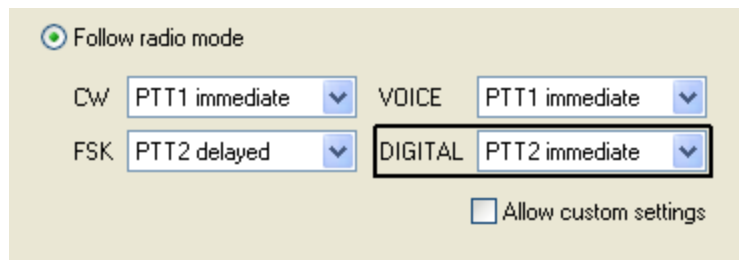 Follow radio mode
CW PTT1 immediate VOICE PTT1 immediate
FSK PTT2 delayed DIGITAL PTT2 immediate
Allow custom settings